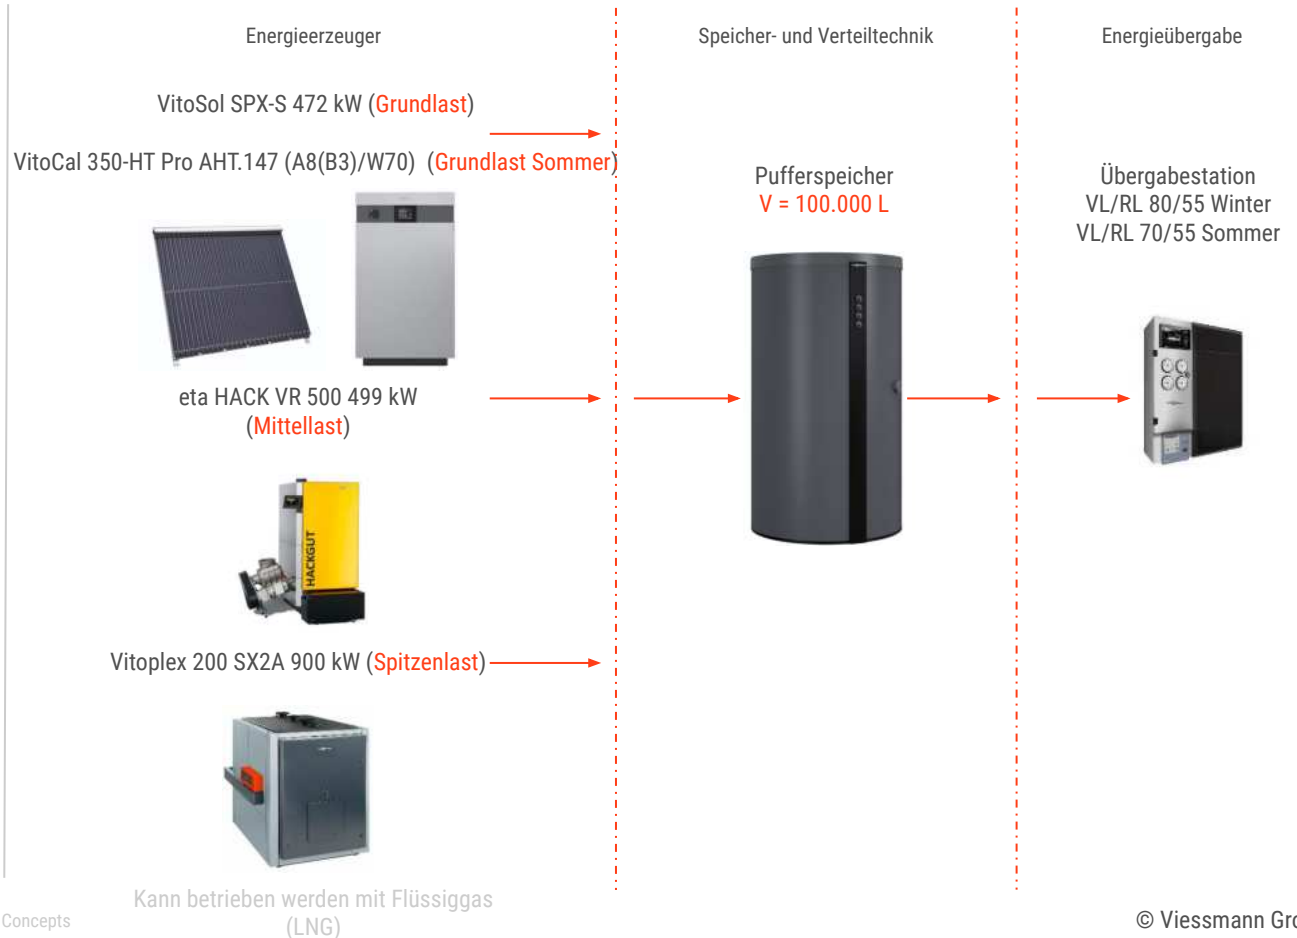 Energieerzeuger
Speicher- und Verteiltechnik
Energieübergabe
VitoSol SPX-S 472 kW (Grundlast)
VitoCal 350-HT Pro AHT.147 (A8(B3)/W70) (Grundlast Sommer)
Pufferspeicher
V = 100.000 L
Übergabestation
VL/RL 80/55 Winter
VL/RL 70/55 Sommer
eta HACK VR 500 499 kW
(Mittellast)
HACKGUT
Vitoplex 200 SX2A 900 kW (Spitzenlast)
Kann betrieben werden mit Flüssiggas
(LNG)
Concepts
© Viessmann Gro